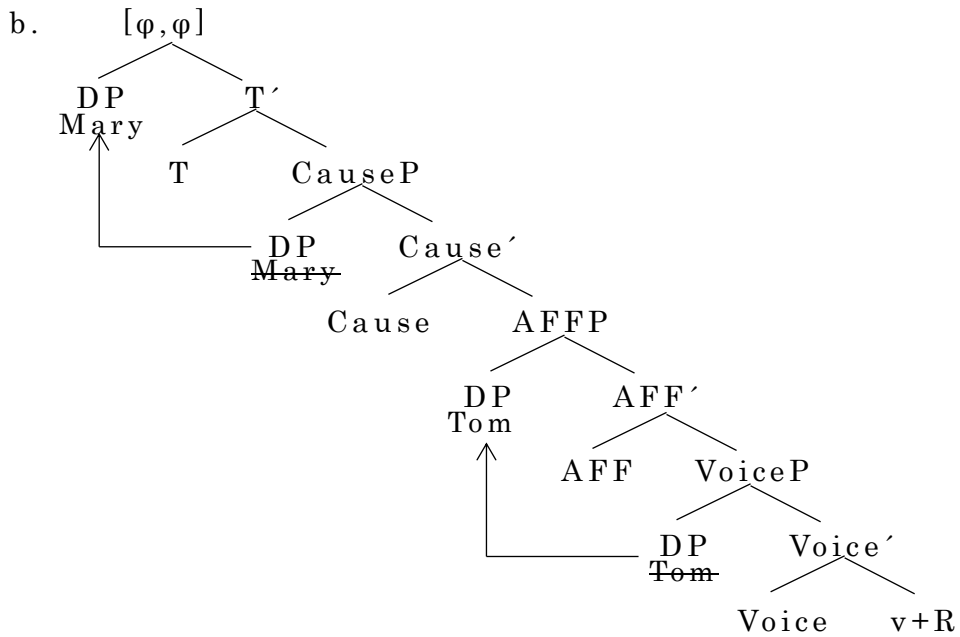 b. [φ,φ]
DP T´
Mary
T CauseP
DP Cause´
Mary
Cause AFFP
DP AFF´
Tom
AFF VoiceP
DP Voice´
Tom
Voice v+R